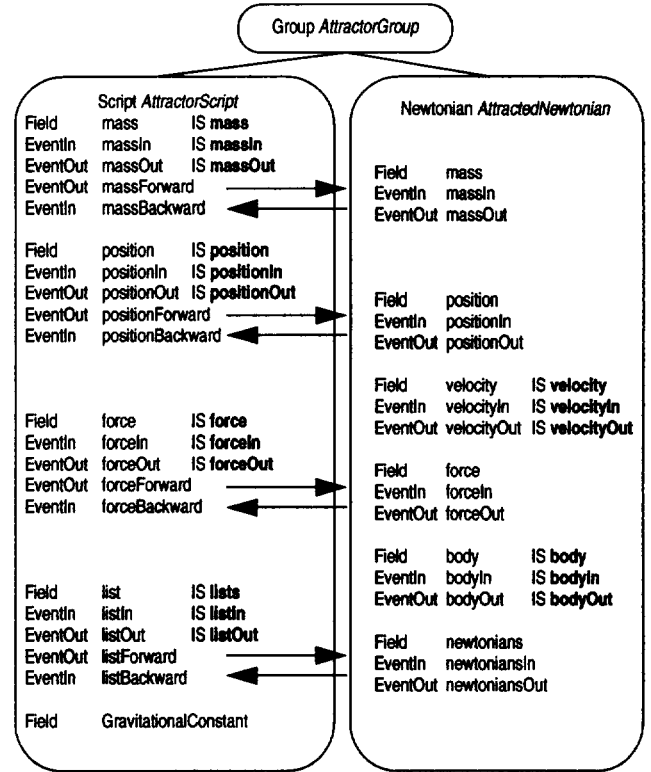 Group AttractorGroup
Script AttractorScript
Field mass IS mass
EventIn massIn IS massIn
EventOut massOut IS massOut
EventOut massForward
EventIn massBackward
Field position IS position
EventIn positionIn IS positionIn
EventOut positionOut IS positionOut
EventOut positionForward
EventIn positionBackward
Field force IS force
EventIn forceIn IS forceIn
EventOut forceOut IS forceOut
EventOut forceForward
EventIn forceBackward
Field list IS lists
EventIn listIn IS listIn
EventOut listOut IS listOut
EventOut listForward
EventIn listBackward
Field GravitationalConstant
Newtonian AttractedNewtonian
Field mass
EventIn massIn
EventOut massOut
Field position
EventIn positionIn
EventOut positionOut
Field velocity IS velocity
EventIn velocityIn IS velocityIn
EventOut velocityOut IS velocityOut
Field force
EventIn forceIn
EventOut forceOut
Field body IS body
EventIn bodyIn IS bodyIn
EventOut bodyOut IS bodyOut
Field newtonians
EventIn newtoniansIn
EventOut newtoniansOut